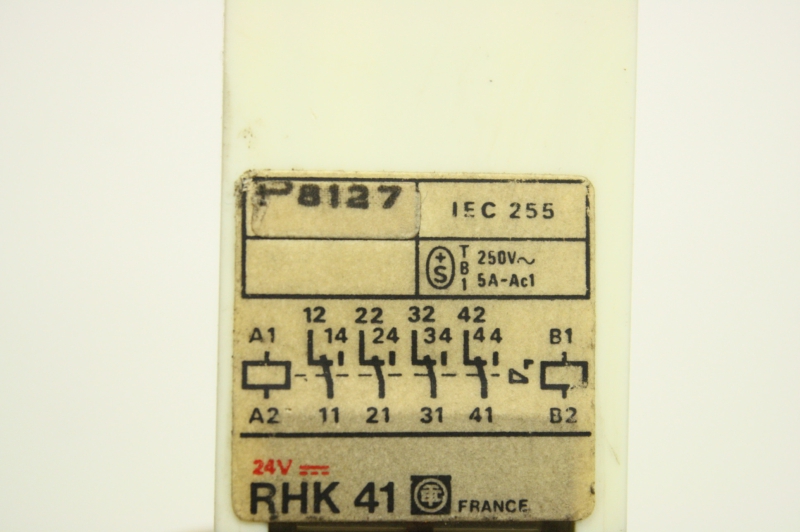 P8127
IEC 255
+
S
T
B
1
250V~
5A-Ac1
12 22 32 42
A1 14 24 34 44 B1
A2 11 21 31 41 B2
24V
RHK 41 TE FRANCE